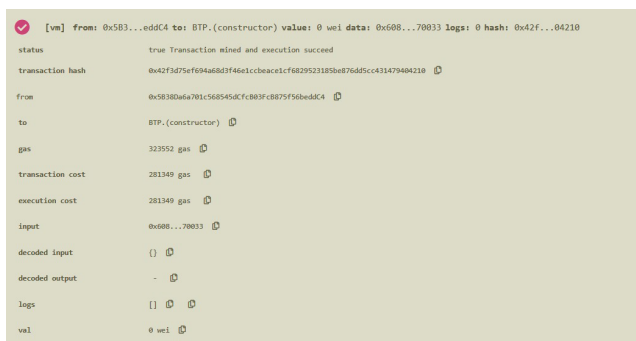 [vm] from: 0x5B3...eddC4 to: BTP.(constructor) value: 0 wei data: 0x608...70033 logs: 0 hash: 0x42f...04210
status true Transaction mined and execution succeed
transaction hash 0x42f3d75ef694a68d3f46e1ccbeace1cf6829523185be876dd5cc431479404210
from 0x5B38Da6a701c568545dCfcB03FcB875f56beddC4
to BTP.(constructor)
gas 323552 gas
transaction cost 281349 gas
execution cost 281349 gas
input 0x608...70033
decoded input {}
decoded output -
logs []
val 0 wei